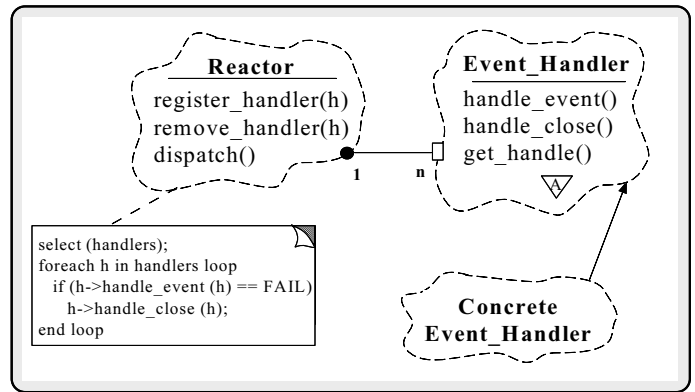 Reactor
register_handler(h)
remove_handler(h)
dispatch()
Event_Handler
handle_event()
handle_close()
get_handle()
A
1
n
select (handlers);
foreach h in handlers loop
if (h->handle_event (h) == FAIL)
h->handle_close (h);
end loop
Concrete
Event_Handler